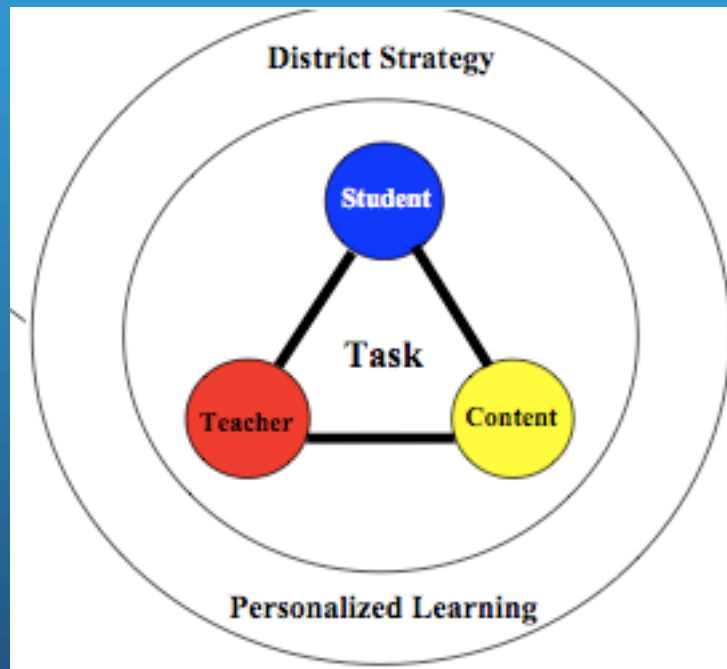 District Strategy
Student
Task
Teacher
Content
Personalized Learning